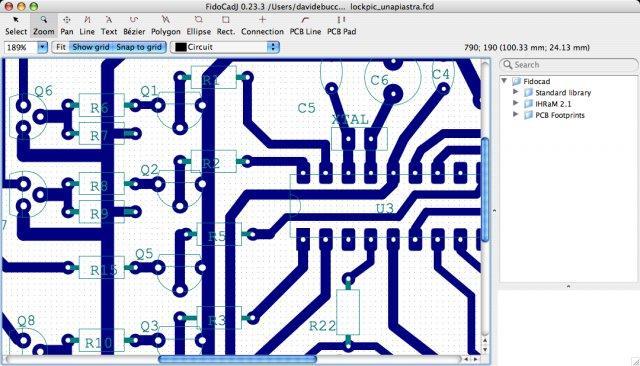 FidoCadJ 0.23.3 /Users/davidebucc... lockpic_unapiastra.fcd
Select Zoom Pan Line Text Bézier Polygon Ellipse Rect. Connection PCB Line PCB Pad
189% Fit Show grid Snap to grid Circuit 790; 190 (100.33 mm; 24.13 mm)
Search
Fidocad
Standard library
IHRaM 2.1
PCB Footprints
Q6
Q1
R1
C6
C4
R6
C5
XTAL
R7
Q2
R2
R8
R9
U3
7
R5
Q5
R15
Q8
Q3
R3
R22
R10